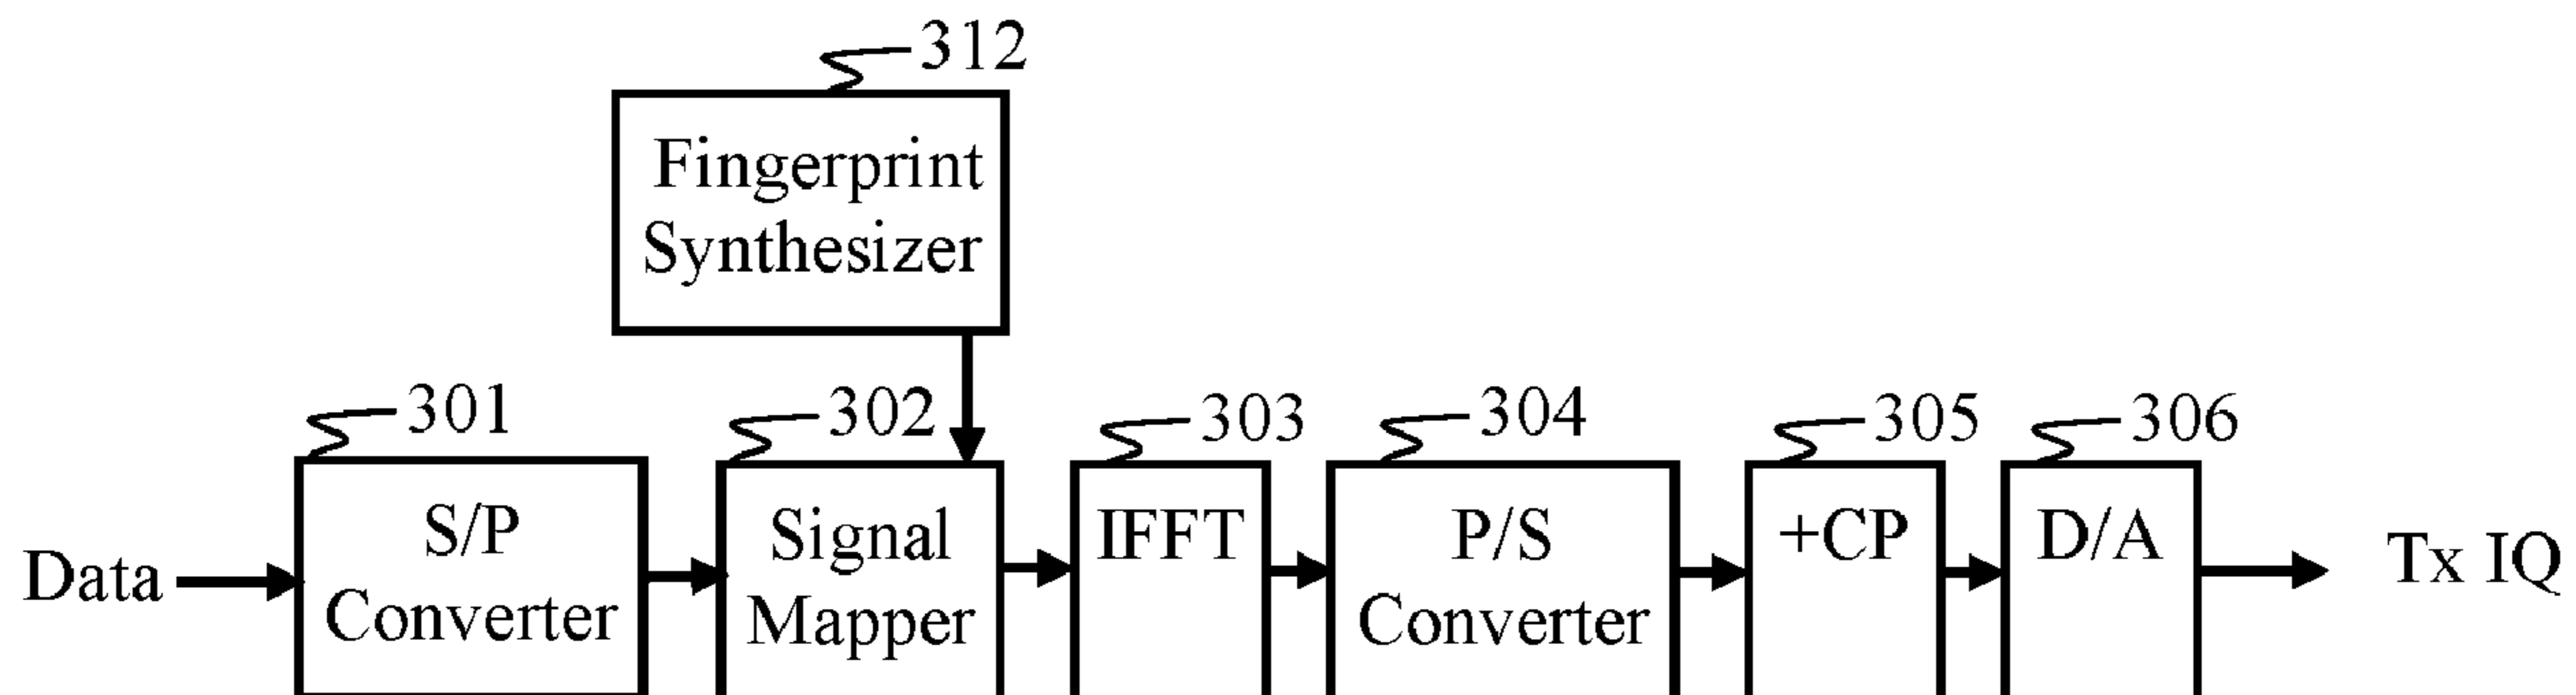 312
Fingerprint
Synthesizer
301
302
303
304
305
306
Data
S/P
Converter
Signal
Mapper
IFFT
P/S
Converter
+CP
D/A
Tx IQ